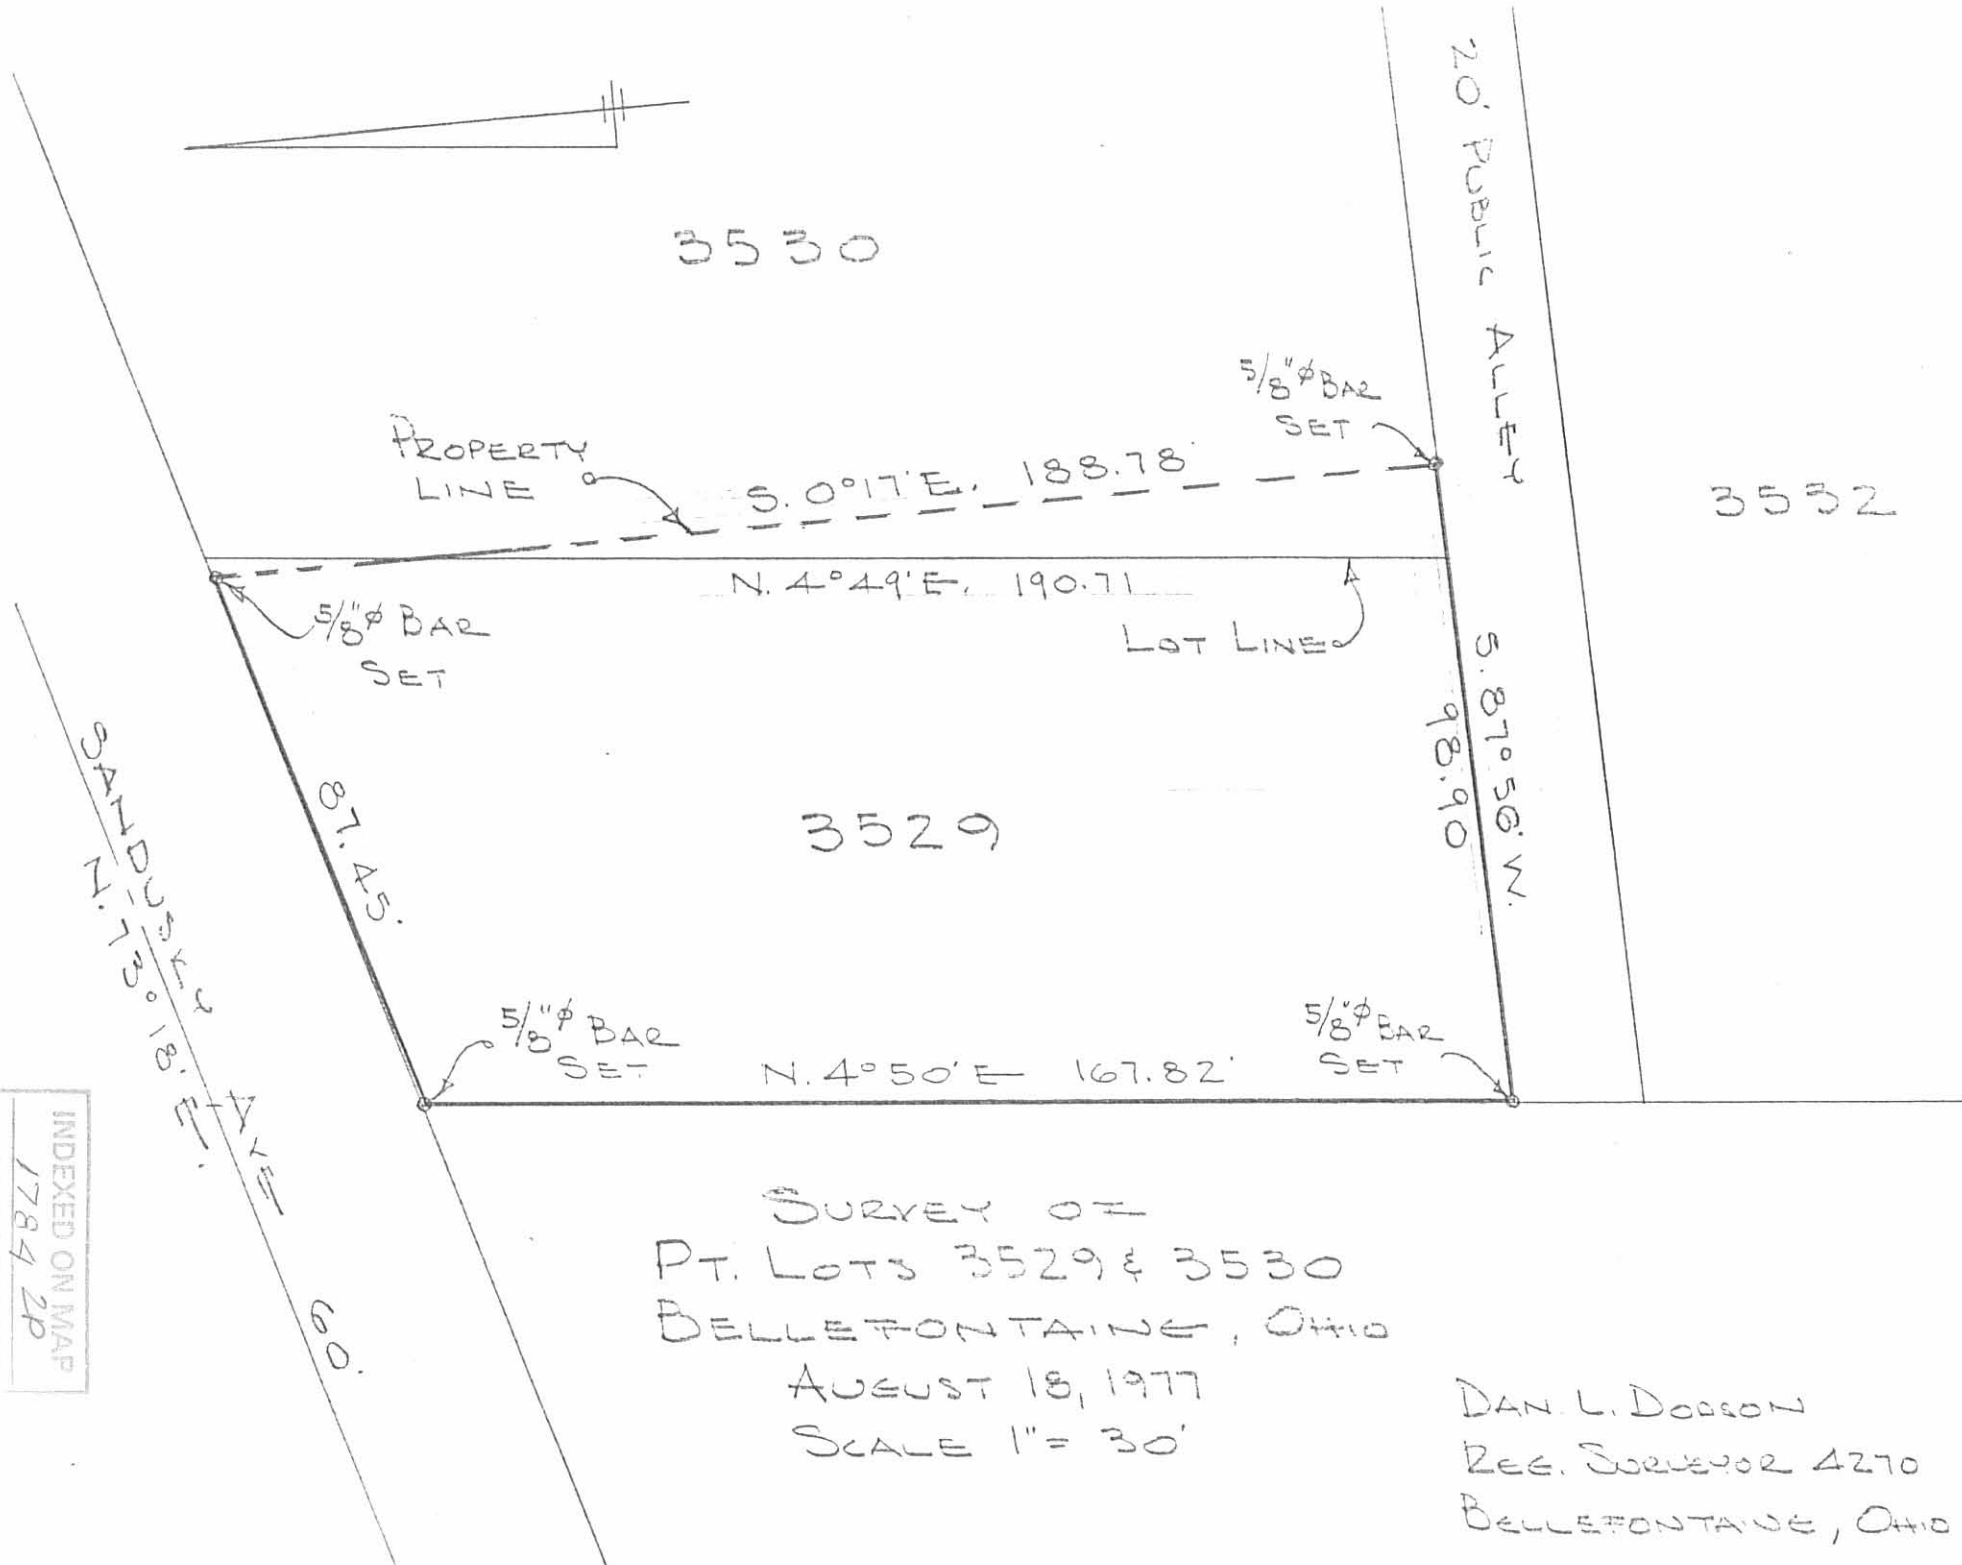 20' PUBLIC ALLEY
3530
5/8"φ BAR
SET
PROPERTY
LINE
S. 0°17'E. 188.78'
3532
N. 4°49'E. 190.71
5/8"φ BAR
SET
LOT LINE
S. 87°56' W.
98.90
87.45'
3529
SANDUSKY AVE 60'
N. 73°18' E.
5/8"φ BAR
SET
N. 4°50' E 167.82'
5/8"φ BAR
SET
INDEXED ON MAP
1784 2P
SURVEY OF
PT. LOTS 3529 & 3530
BELLEFONTAINE, OHIO
AUGUST 18, 1977
SCALE 1" = 30'
DAN. L. DODSON
REG. SURVEYOR 4270
BELLEFONTAINE, OHIO